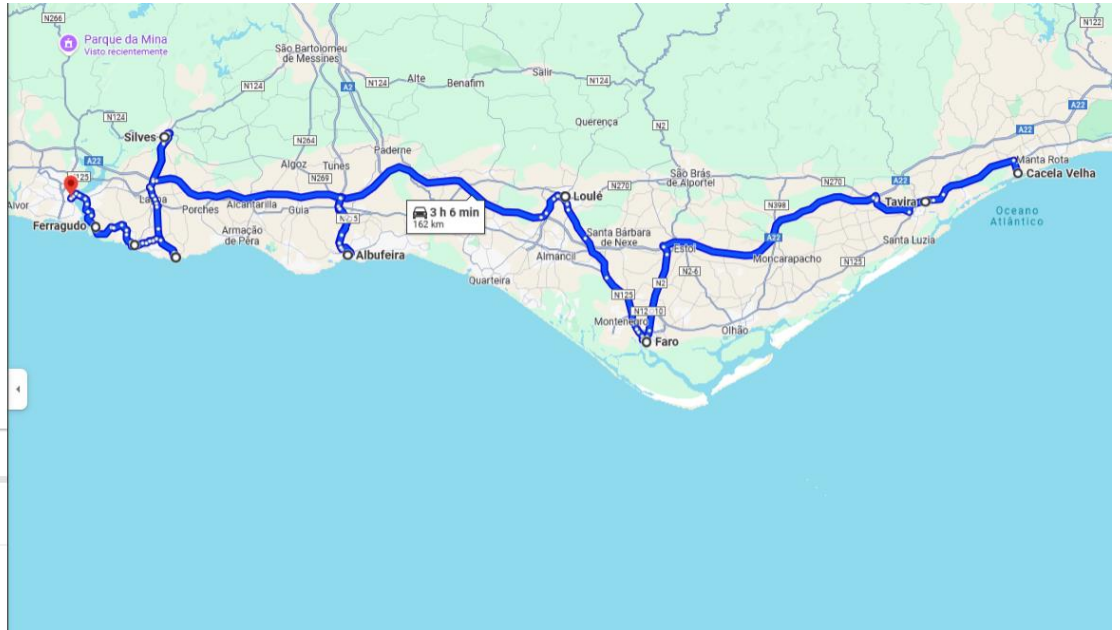 N266
N122
Parque da Mina
Visto recientemente
São Bartolomeu
de Messines
N124
N124
A2
Alte
Benafim
Salir
N124
A22
N124
Silves
N264
Querença
N2
A22
Paderne
A22
N125
Algoz
Tunes
N269
Manta Rota
Cacela Velha
São Brás
de Alportel
N270
N270
Loulé
Alvor
Lagoa
Porches
Alcantarilla
Guia
3 h 6 min
162 km
N398
Tavira
Oceano
Atlântico
Ferragudo
Armação
de Pêra
Santa Bárbara
de Nexe
A22
Santa Luzia
Albufeira
Almancil
Estoi
Moncarapacho
N125
Quarteira
N2
N2-6
N125
Montenegro
Olhão
Faro